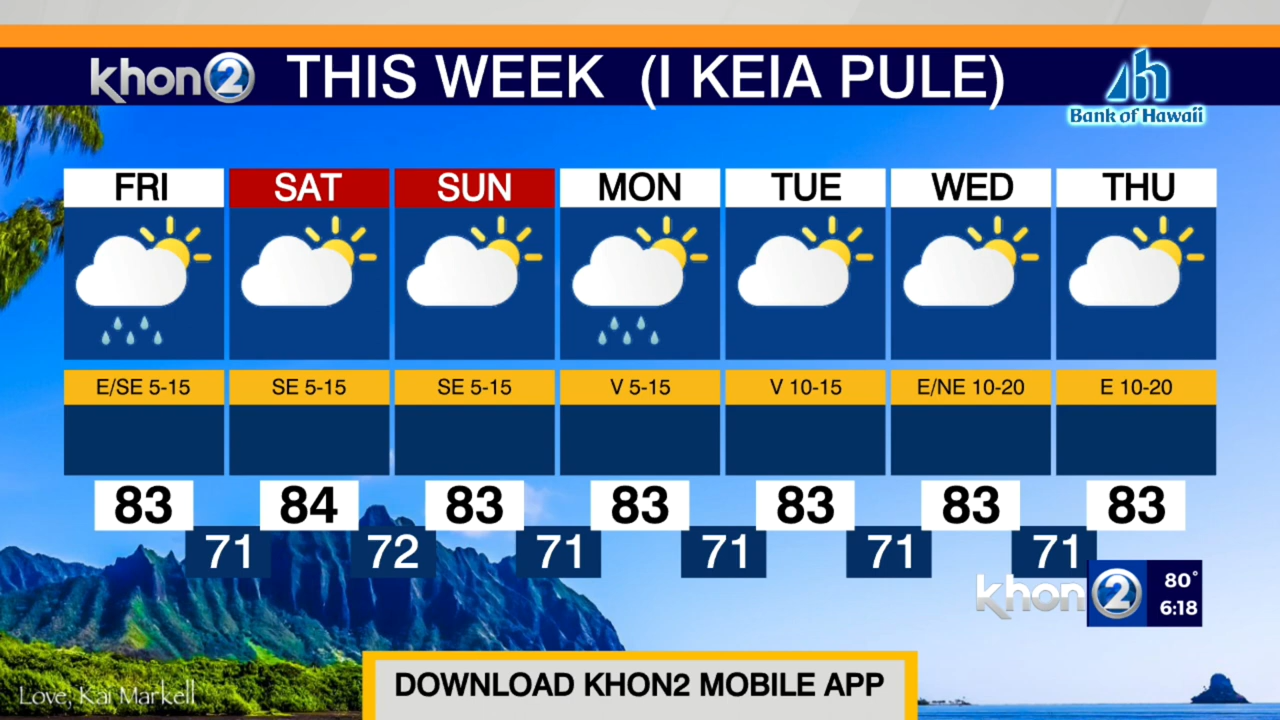 khon2 THIS WEEK (I KEIA PULE)
Bank of Hawaii
FRI SAT SUN MON TUE WED THU
E/SE 5-15 SE 5-15 SE 5-15 V 5-15 V 10-15 E/NE 10-20 E 10-20
83 84 83 83 83 83 83
71 72 71 71 71 71
khon2 80°
6:18
DOWNLOAD KHON2 MOBILE APP
Love, Kai Markell